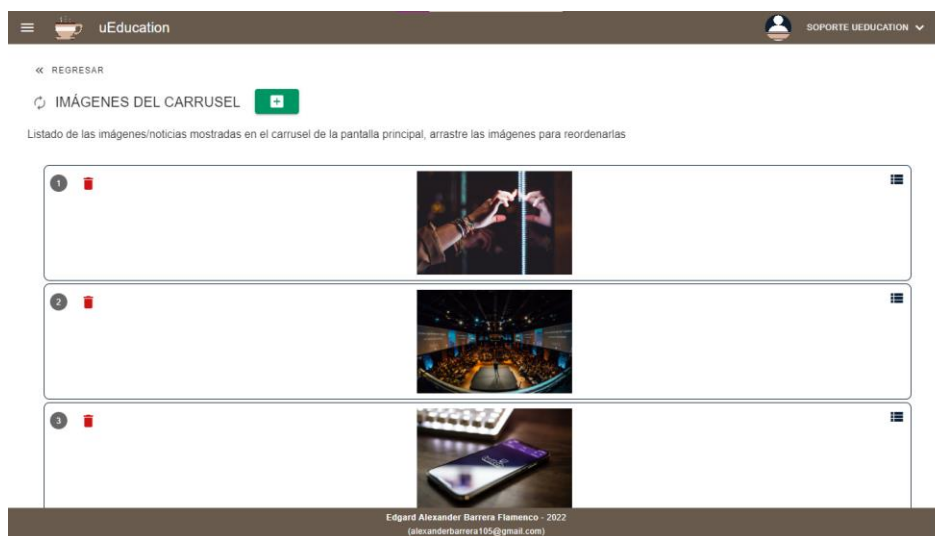 uEducation
SOPORTE UEDUCATION
REGRESAR
IMÁGENES DEL CARRUSEL
Listado de las imágenes/noticias mostradas en el carrusel de la pantalla principal, arrastre las imágenes para reordenarlas
1
2
3
Edgard Alexander Barrera Flamenco - 2022
(alexanderbarrera105@gmail.com)